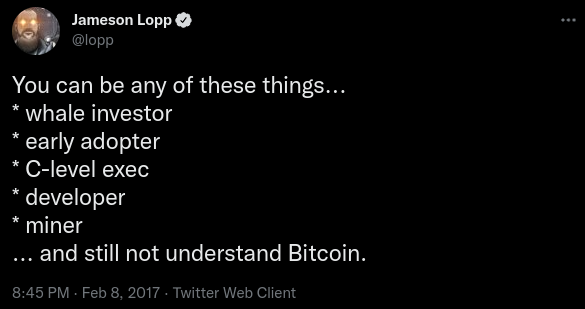 Jameson Lopp
@lopp
You can be any of these things…
* whale investor
* early adopter
* C-level exec
* developer
* miner
… and still not understand Bitcoin.
8:45 PM · Feb 8, 2017 · Twitter Web Client